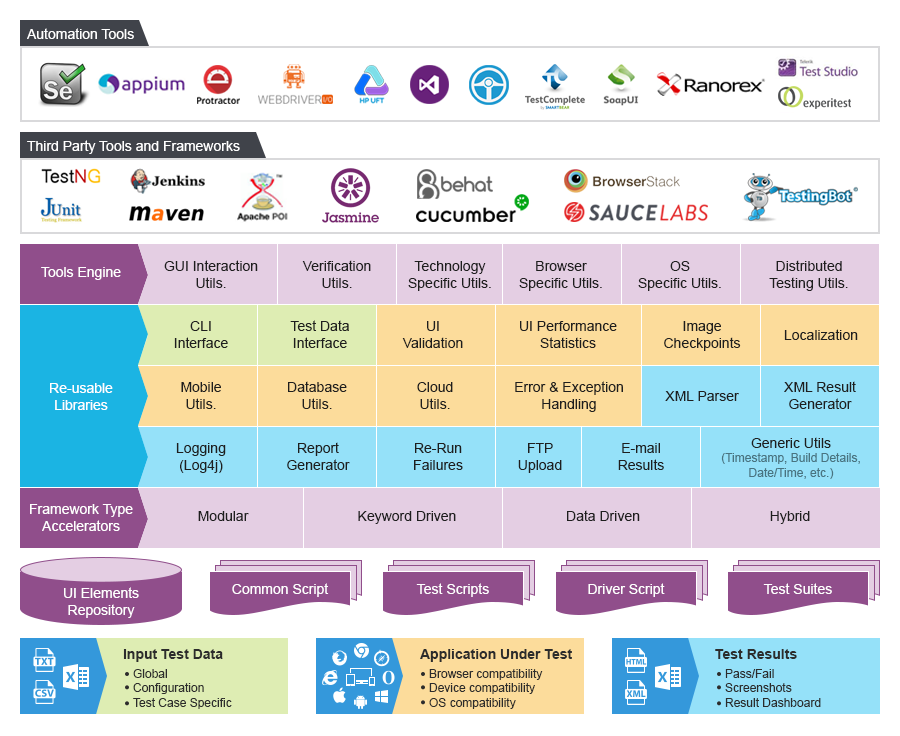 Automation Tools
Se
appium
Protractor
WEBDRIVER I/O
HP UFT
TestComplete
by SMARTBEAR
SoapUI
Ranorex
Telerik
Test Studio
experitest
Third Party Tools and Frameworks
TestNG
Jenkins
JUnit
Testing Framework
maven
Apache POI
Jasmine
behat
cucumber
BrowserStack
SAUCELABS
TestingBot
Tools Engine
GUI Interaction
Utils.
Verification
Utils.
Technology
Specific Utils.
Browser
Specific Utils.
OS
Specific Utils.
Distributed
Testing Utils.
Re-usable
Libraries
CLI
Interface
Test Data
Interface
UI
Validation
UI Performance
Statistics
Image
Checkpoints
Localization
Mobile
Utils.
Database
Utils.
Cloud
Utils.
Error & Exception
Handling
XML Parser
XML Result
Generator
Logging
(Log4j)
Report
Generator
Re-Run
Failures
FTP
Upload
E-mail
Results
Generic Utils
(Timestamp, Build Details,
Date/Time, etc.)
Framework Type
Accelerators
Modular
Keyword Driven
Data Driven
Hybrid
UI Elements
Repository
Common Script
Test Scripts
Driver Script
Test Suites
TXT
CSV
X
Input Test Data
• Global
• Configuration
• Test Case Specific
Application Under Test
• Browser compatibility
• Device compatibility
• OS compatibility
HTML
XML
X
Test Results
• Pass/Fail
• Screenshots
• Result Dashboard